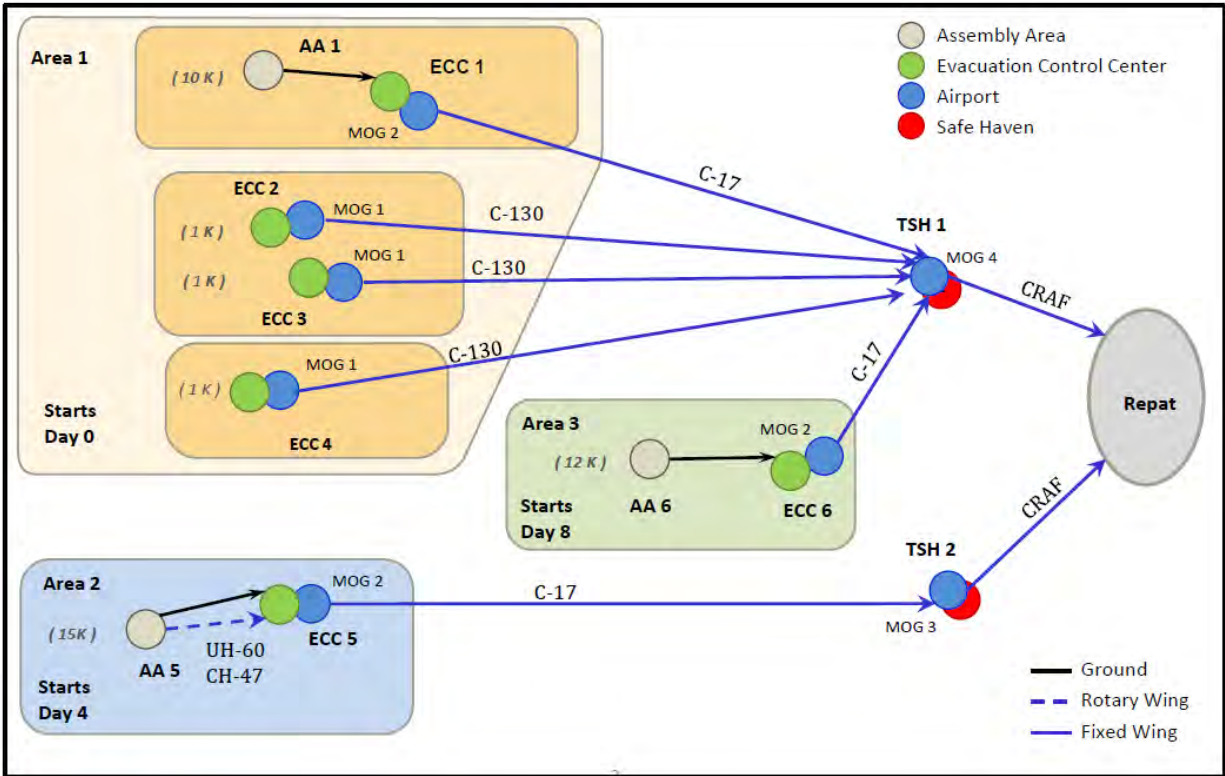 Area 1
AA 1
( 10 K )
ECC 1
MOG 2
ECC 2
MOG 1
( 1 K )
MOG 1
( 1 K )
ECC 3
MOG 1
( 1 K )
ECC 4
Starts
Day 0
C-17
C-130
C-130
C-130
C-17
Assembly Area
Evacuation Control Center
Airport
Safe Haven
TSH 1
MOG 4
CRAF
Repat
Area 3
MOG 2
( 12 K )
AA 6
ECC 6
Starts
Day 8
Area 2
MOG 2
( 15K )
ECC 5
AA 5
UH-60
CH-47
Starts
Day 4
C-17
TSH 2
MOG 3
CRAF
Ground
Rotary Wing
Fixed Wing